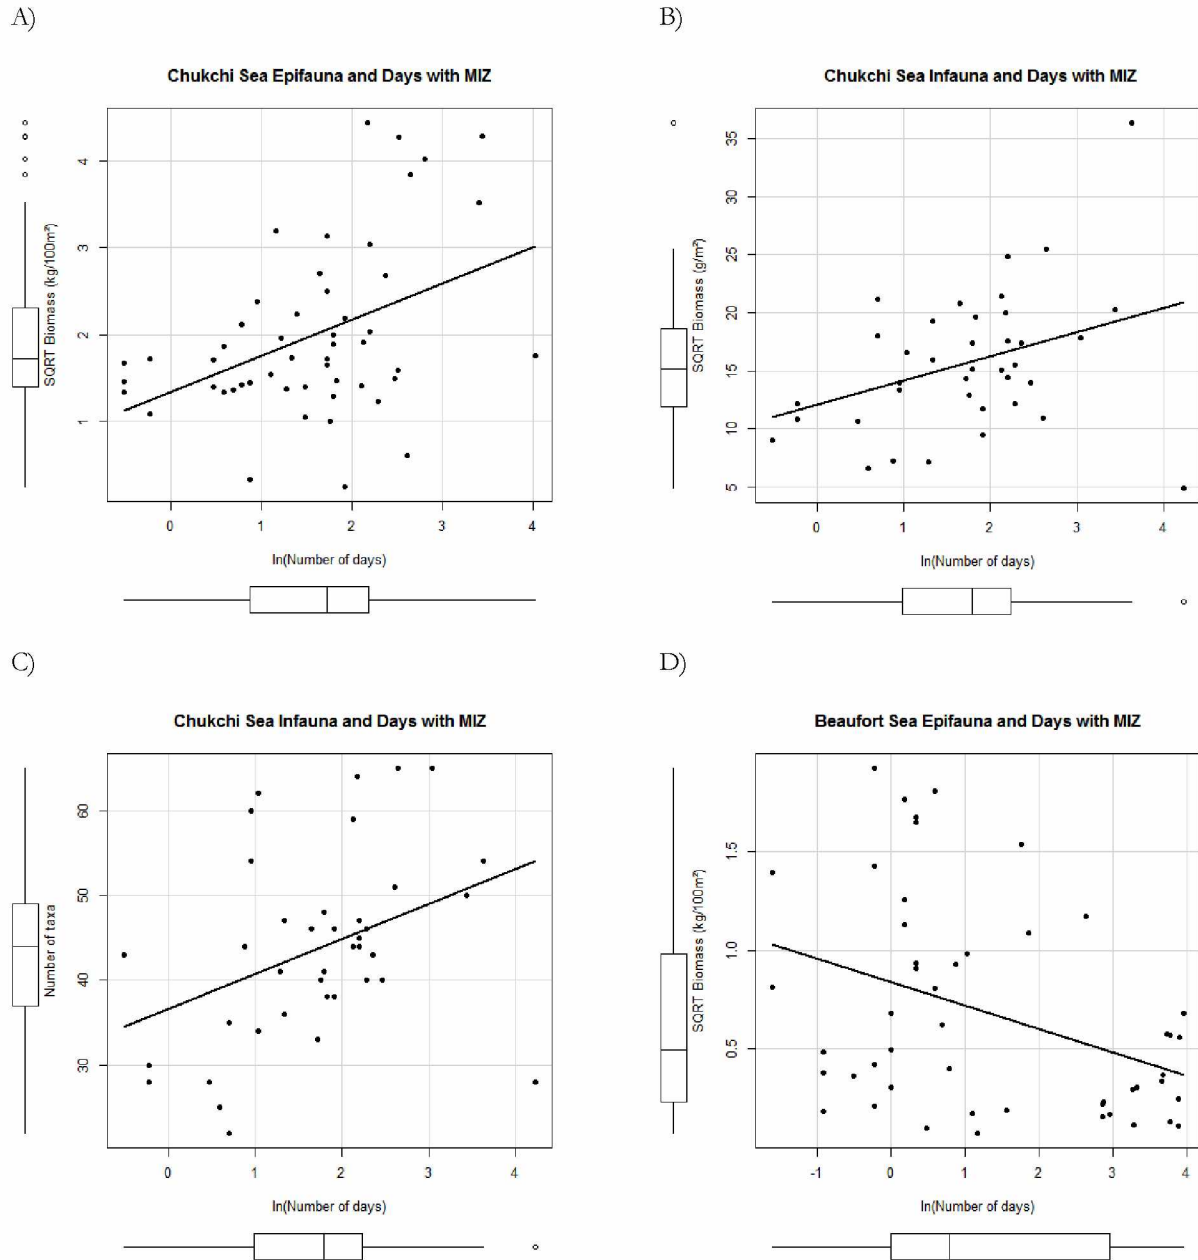 A)
Chukchi Sea Epifauna and Days with MIZ
SQRT Biomass (kg/100m²)
4
3
2
1
0 1 2 3 4
ln(Number of days)
B)
Chukchi Sea Infauna and Days with MIZ
SQRT Biomass (g/m²)
35
30
25
20
15
10
5
0 1 2 3 4
ln(Number of days)
C)
Chukchi Sea Infauna and Days with MIZ
Number of taxa
60
50
40
30
0 1 2 3 4
ln(Number of days)
D)
Beaufort Sea Epifauna and Days with MIZ
SQRT Biomass (kg/100m²)
1.5
1.0
0.5
-1 0 1 2 3 4
ln(Number of days)